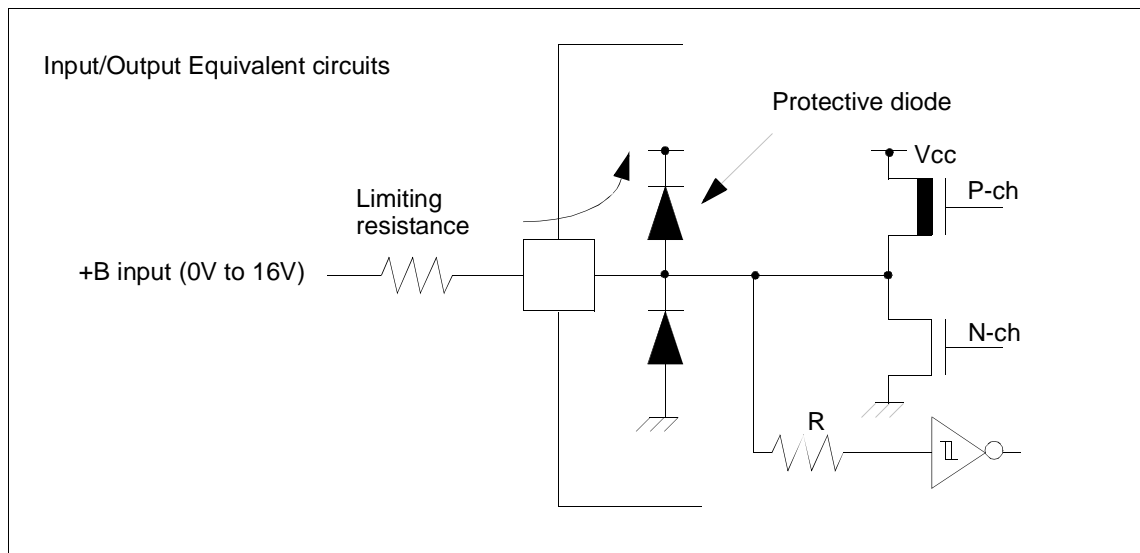 Input/Output Equivalent circuits
Protective diode
Vcc
P-ch
Limiting
resistance
+B input (0V to 16V)
N-ch
R